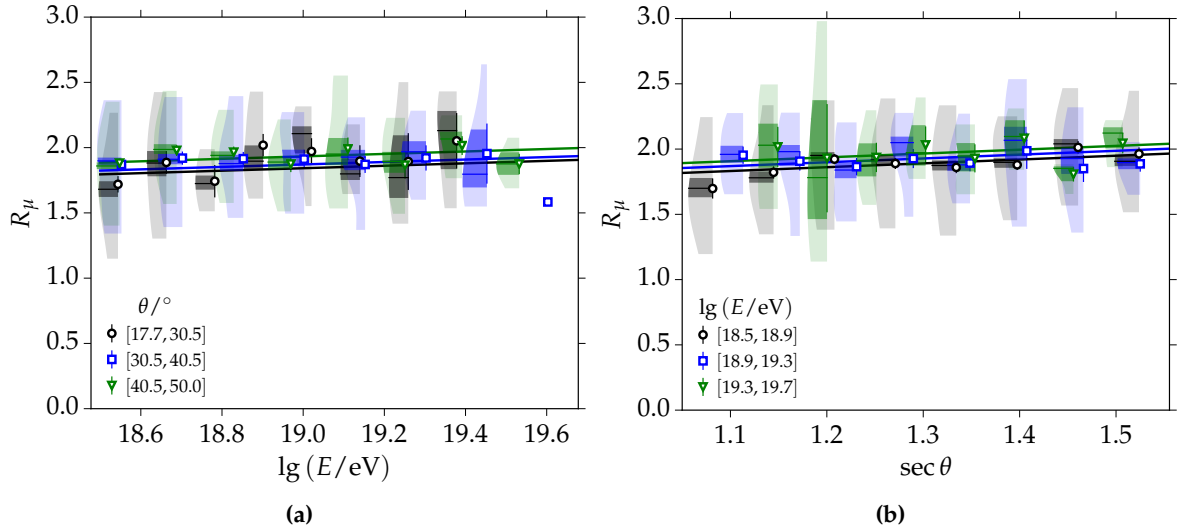 3.0
2.5
2.0
1.5
1.0
0.5
0.0
R_μ
θ/°
[17.7, 30.5]
[30.5, 40.5]
[40.5, 50.0]
18.6 18.8 19.0 19.2 19.4 19.6
lg (E/eV)
(a)
3.0
2.5
2.0
1.5
1.0
0.5
0.0
R_μ
lg (E/eV)
[18.5, 18.9]
[18.9, 19.3]
[19.3, 19.7]
1.1 1.2 1.3 1.4 1.5
sec θ
(b)